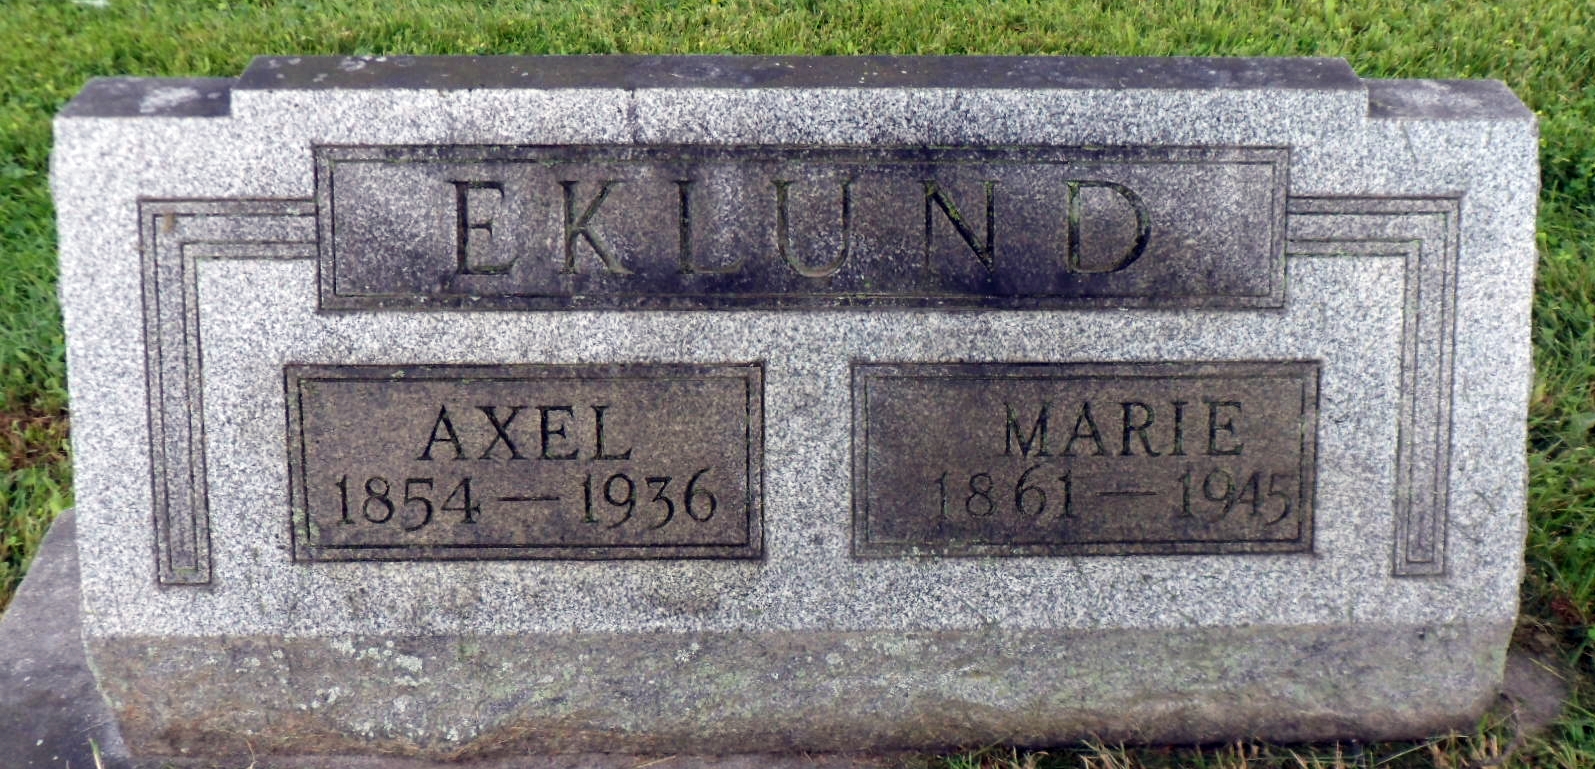 EKLUND
AXEL
1854 — 1936
MARIE
1861 — 1945